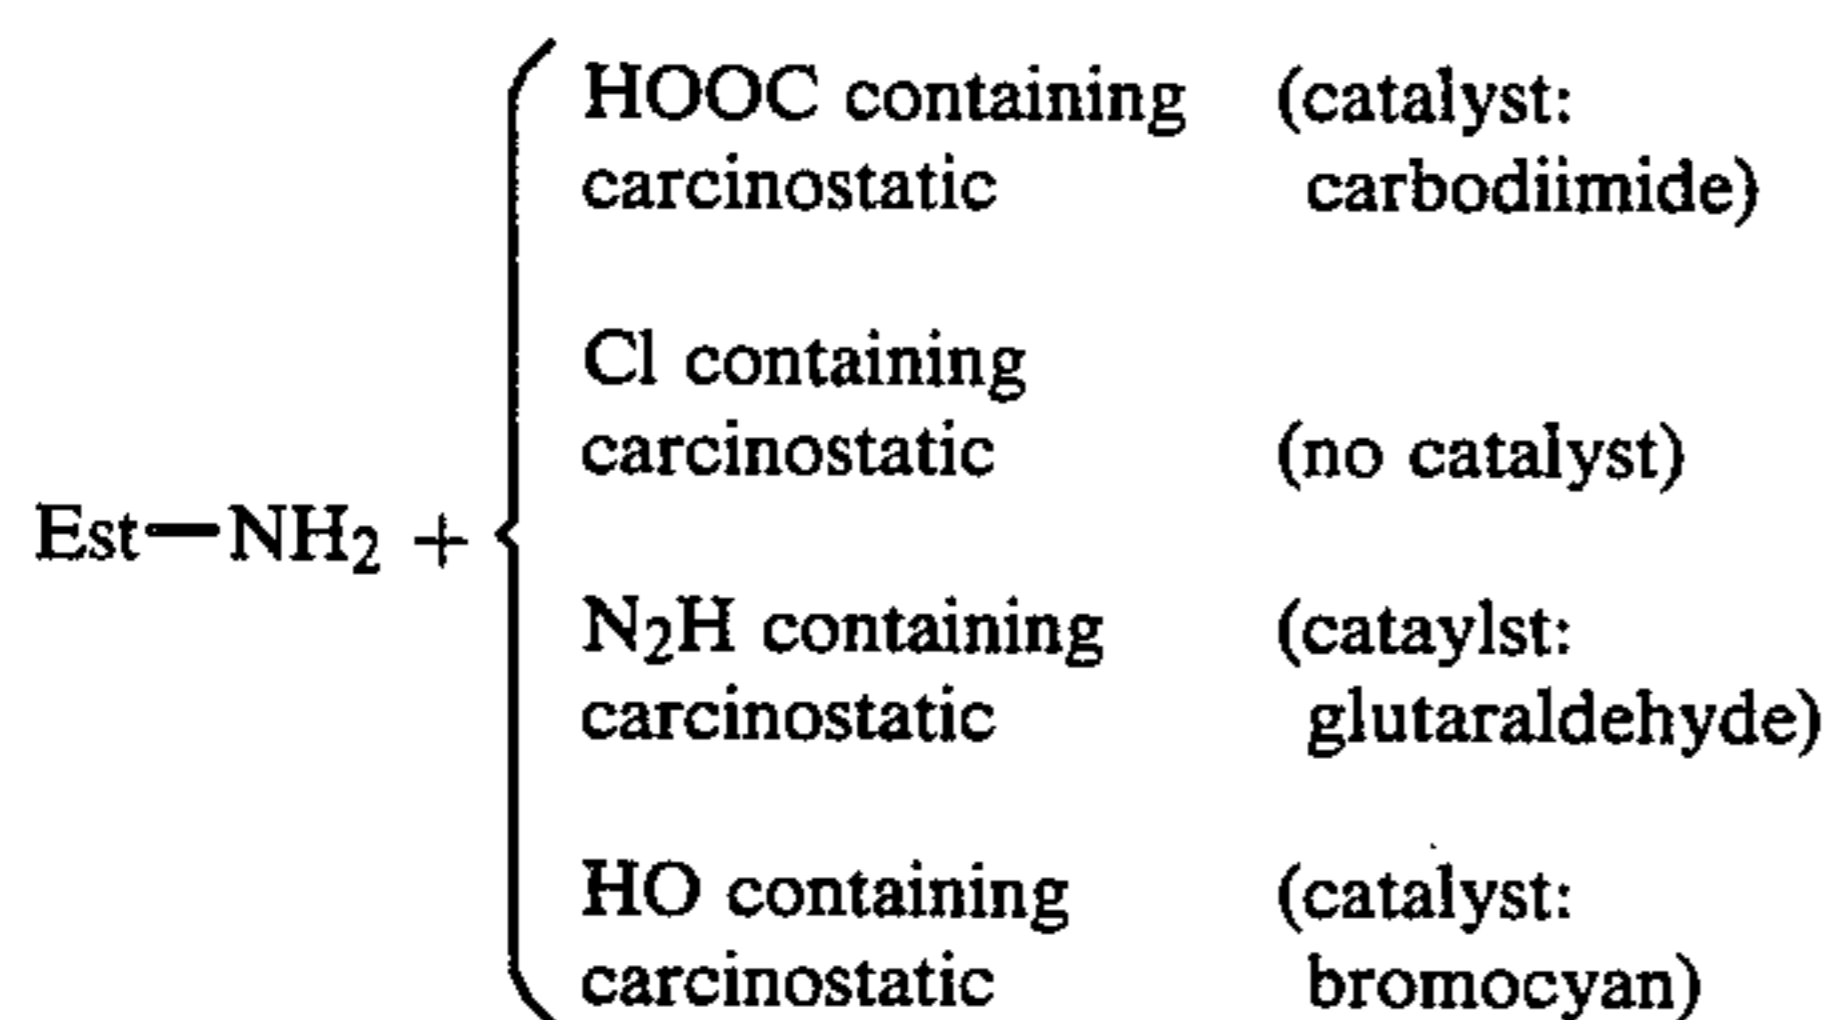 HOOC containing (catalyst:
carcinostatic carbodiimide)
Cl containing
carcinostatic (no catalyst)
Est—NH₂ +
N₂H containing (cataylst:
carcinostatic glutaraldehyde)
HO containing (catalyst:
carcinostatic bromocyan)